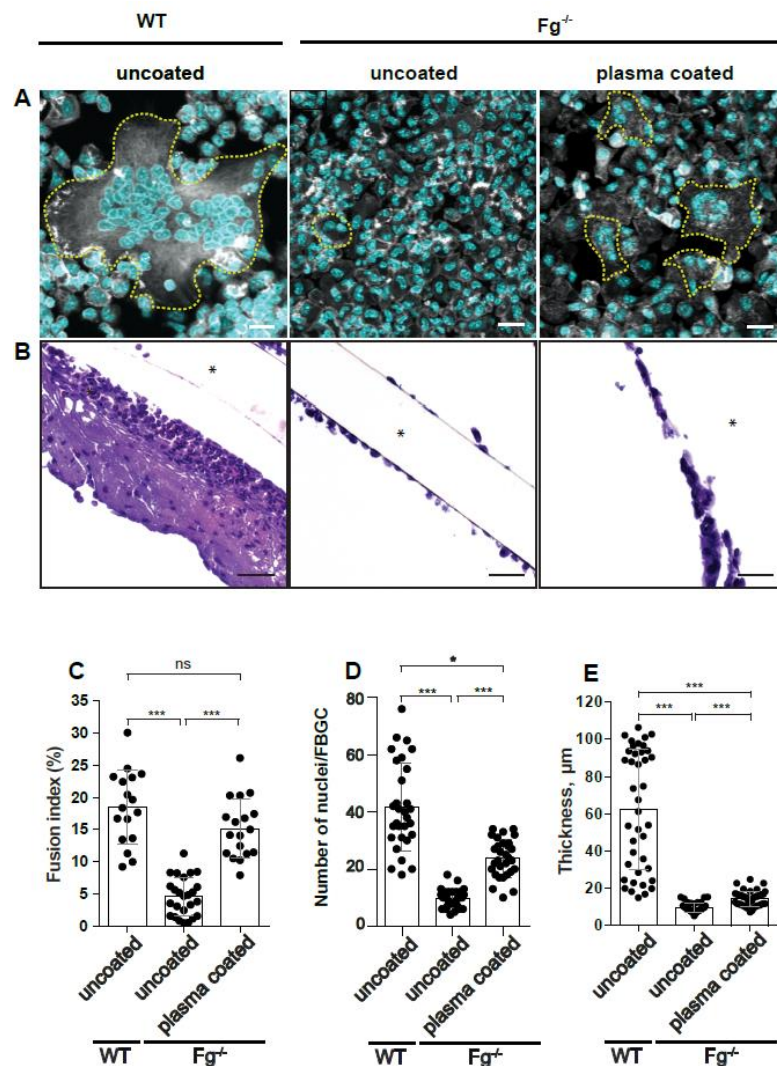 WT
Fg-/-
uncoated
uncoated
plasma coated
A
B
*
*
*
C
ns
***
***
Fusion index (%)
35
30
25
20
15
10
5
0
uncoated
uncoated
plasma coated
WT
Fg-/-
D
*
***
***
Number of nuclei/FBGC
80
60
40
20
uncoated
uncoated
plasma coated
WT
Fg-/-
E
***
***
***
Thickness, µm
120
100
80
60
40
20
0
uncoated
uncoated
plasma coated
WT
Fg-/-